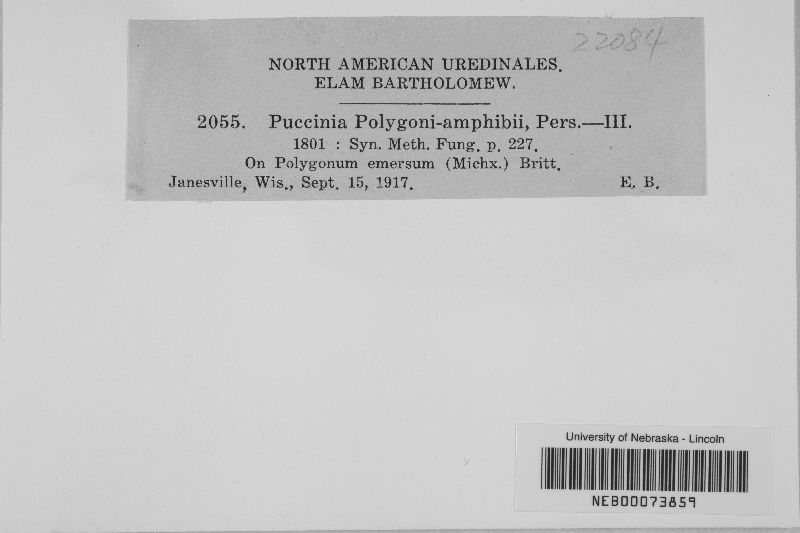 22084
NORTH AMERICAN UREDINALES.
ELAM BARTHOLOMEW.
2055. Puccinia Polygoni-amphibii, Pers.—III.
1801 : Syn. Meth. Fung. p. 227.
On Polygonum emersum (Michx.) Britt.
Janesville, Wis., Sept. 15, 1917. E. B.
University of Nebraska - Lincoln
NEB00073859